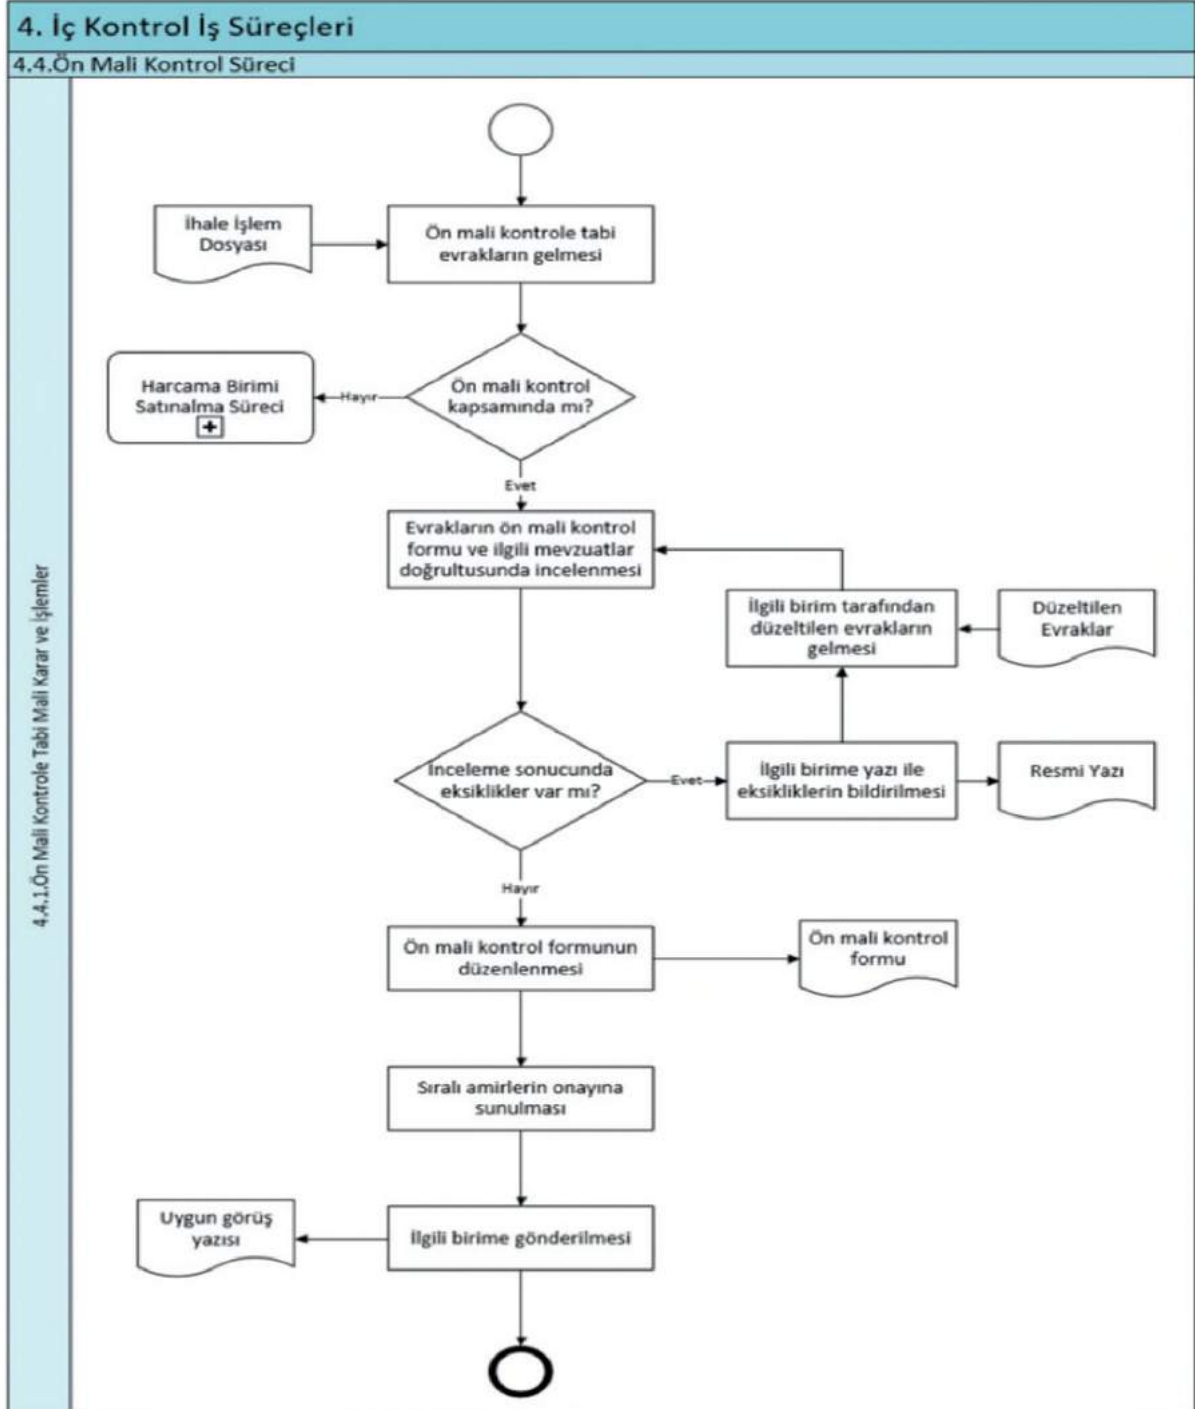 4. İç Kontrol İş Süreçleri
4.4.Ön Mali Kontrol Süreci
4.4.1.Ön Mali Kontrole Tabi Mali Karar ve İşlemler
İhale İşlem
Dosyası
Ön mali kontrole tabi
evrakların gelmesi
Harcama Birimi
Satınalma Süreci
Hayır
Ön mali kontrol
kapsamında mı?
Evet
Evrakların ön mali kontrol
formu ve ilgili mevzuatlar
doğrultusunda incelenmesi
İlgili birim tarafından
düzeltilen evrakların
gelmesi
Düzeltilen
Evraklar
İnceleme sonucunda
eksiklikler var mı?
Evet
İlgili birime yazı ile
eksikliklerin bildirilmesi
Resmi Yazı
Hayır
Ön mali kontrol formunun
düzenlenmesi
Ön mali kontrol
formu
Sıralı amirlerin onayına
sunulması
Uygun görüş
yazısı
İlgili birime gönderilmesi